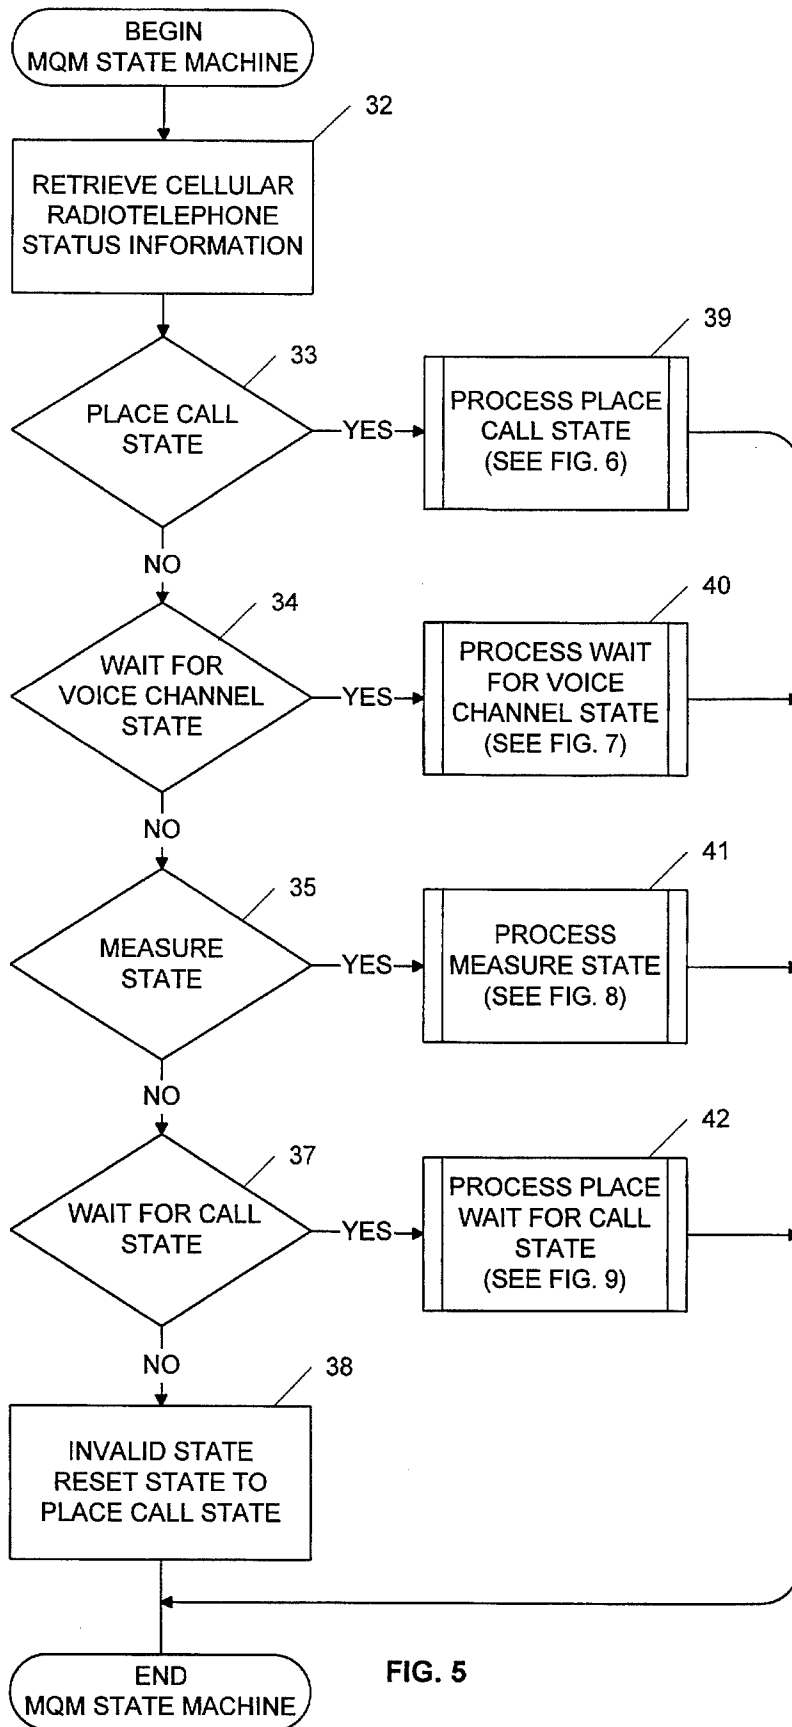 BEGIN
MQM STATE MACHINE
32
RETRIEVE CELLULAR
RADIOTELEPHONE
STATUS INFORMATION
33
PLACE CALL
STATE
YES
39
PROCESS PLACE
CALL STATE
(SEE FIG. 6)
NO
34
WAIT FOR
VOICE CHANNEL
STATE
YES
40
PROCESS WAIT
FOR VOICE
CHANNEL STATE
(SEE FIG. 7)
NO
35
MEASURE
STATE
YES
41
PROCESS
MEASURE STATE
(SEE FIG. 8)
NO
37
WAIT FOR CALL
STATE
YES
42
PROCESS PLACE
WAIT FOR CALL
STATE
(SEE FIG. 9)
NO
38
INVALID STATE
RESET STATE TO
PLACE CALL STATE
END
MQM STATE MACHINE
FIG. 5